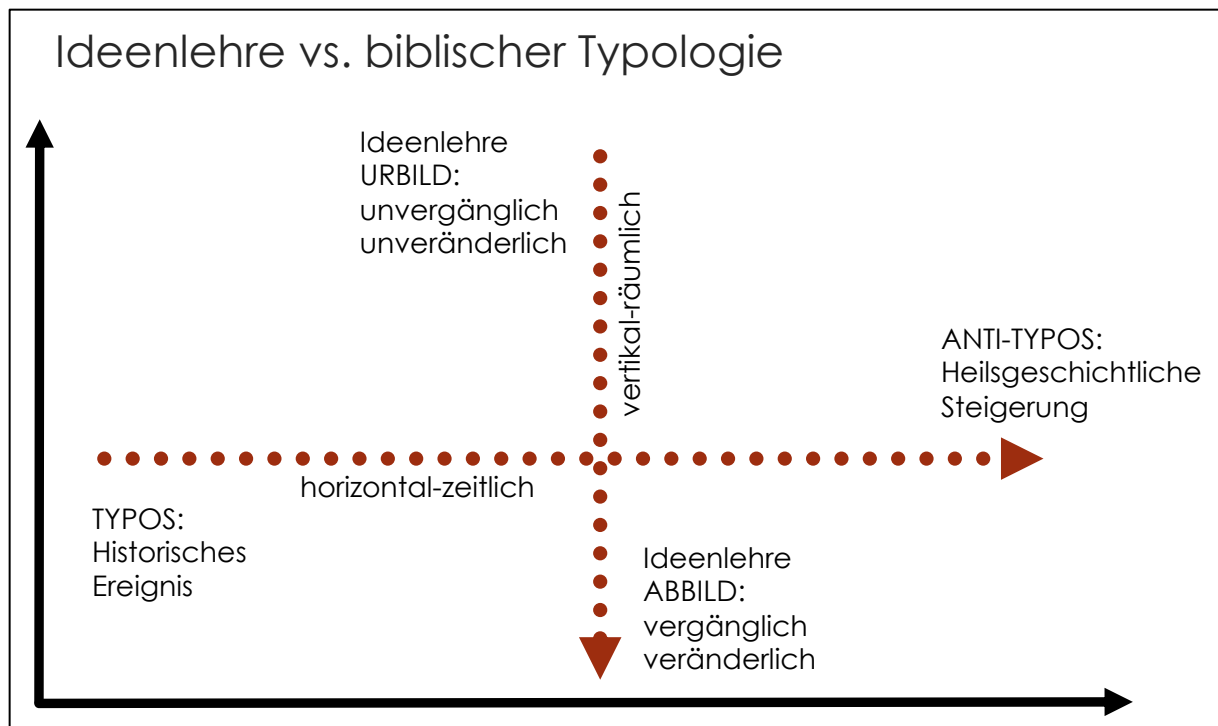 Ideenlehre vs. biblischer Typologie
Ideenlehre
URBILD:
unvergänglich
unveränderlich
vertikal-räumlich
ANTI-TYPOS:
Heilsgeschichtliche
Steigerung
horizontal-zeitlich
TYPOS:
Historisches
Ereignis
Ideenlehre
ABBILD:
vergänglich
veränderlich